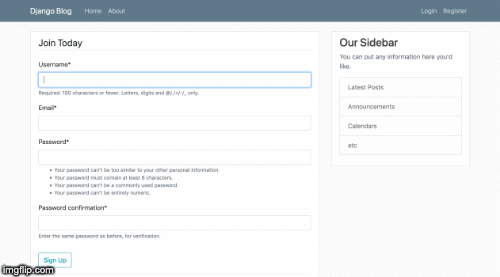 Django Blog Home About Login Register
Join Today
Username*
Required. 150 characters or fewer. Letters, digits and @/./+/-/_ only.
Email*
Password*
Your password can't be too similar to your other personal information.
Your password must contain at least 8 characters.
Your password can't be a commonly used password.
Your password can't be entirely numeric.
Password confirmation*
Enter the same password as before, for verification.
Sign Up
Our Sidebar
You can put any information here you'd
like.
Latest Posts
Announcements
Calendars
etc
imgflip.com